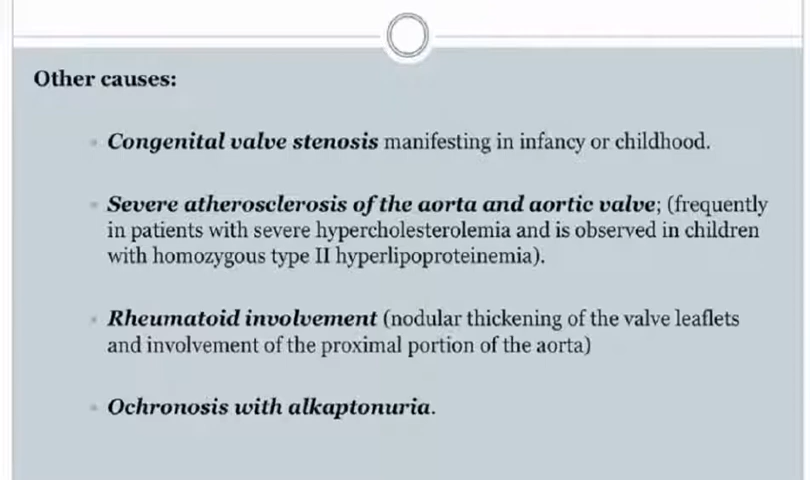 Other causes:
Congenital valve stenosis manifesting in infancy or childhood.
Severe atherosclerosis of the aorta and aortic valve; (frequently
in patients with severe hypercholesterolemia and is observed in children
with homozygous type II hyperlipoproteinemia).
Rheumatoid involvement (nodular thickening of the valve leaflets
and involvement of the proximal portion of the aorta)
Ochronosis with alkaptonuria.